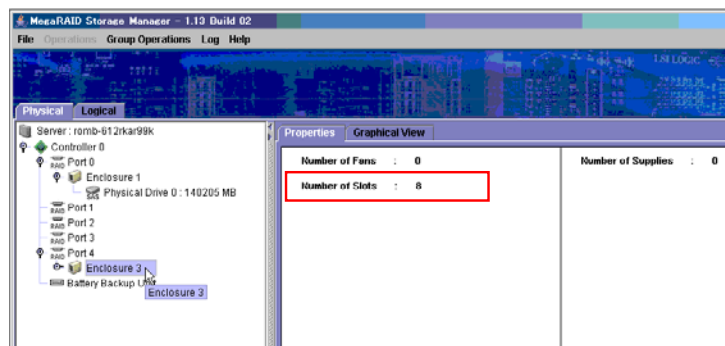 MegaRAID Storage Manager - 1.13 Build 02
File Operations Group Operations Log Help
LSI LOGIC
Physical Logical
Server : romb-612rkar99k
Controller 0
Port 0
Enclosure 1
Physical Drive 0 : 140205 MB
Port 1
Port 2
Port 3
Port 4
Enclosure 3
Battery Backup Unit
Enclosure 3
Properties Graphical View
Number of Fans : 0 Number of Supplies : 0
Number of Slots : 8